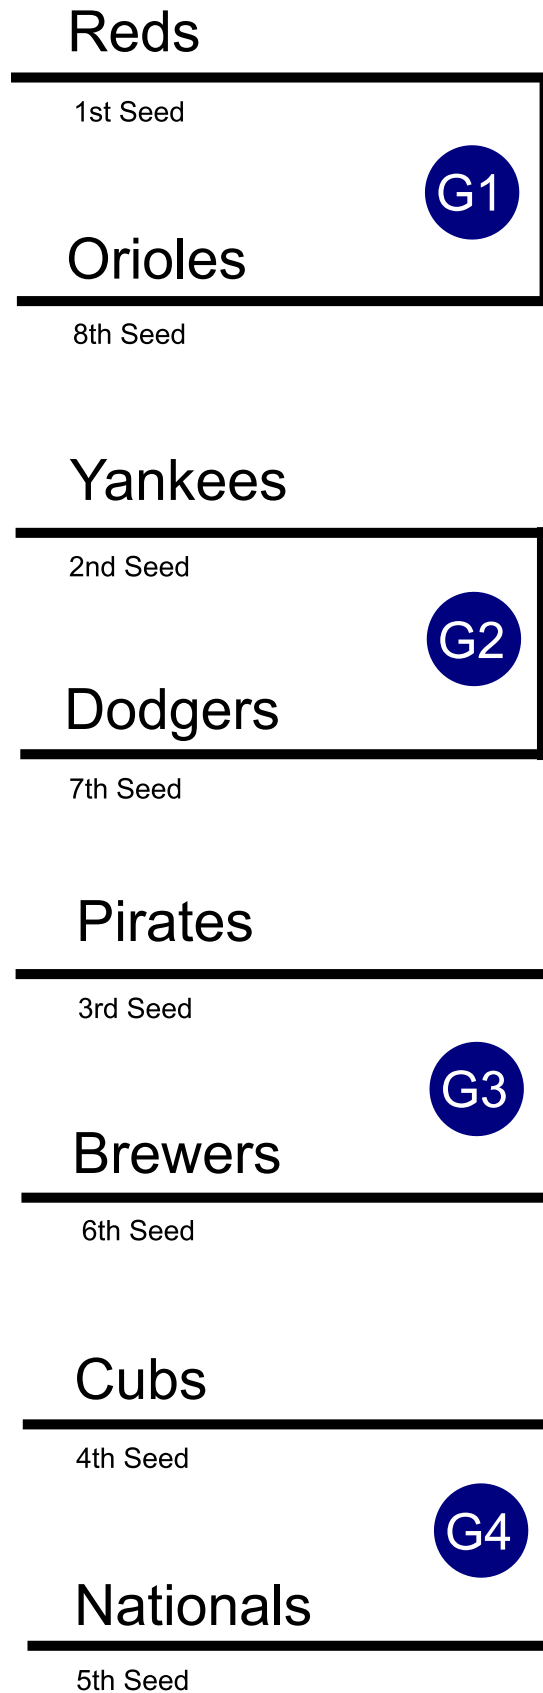 Reds
1st Seed
G1
Orioles
8th Seed
Yankees
2nd Seed
G2
Dodgers
7th Seed
Pirates
3rd Seed
G3
Brewers
6th Seed
Cubs
4th Seed
G4
Nationals
5th Seed